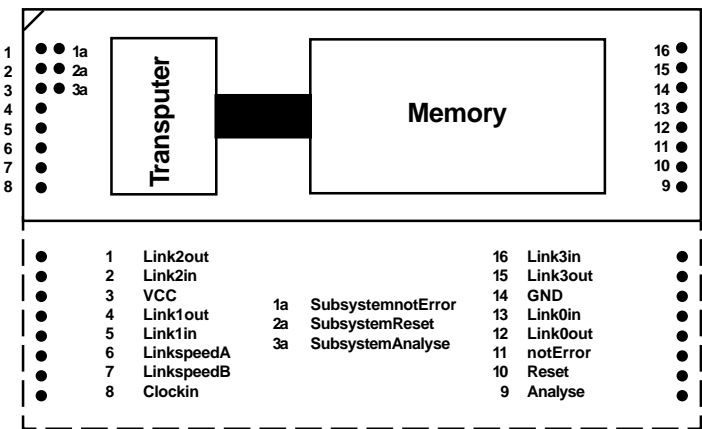 1 1a 16
2 2a 15
3 3a 14
4 13
5 12
6 11
7 10
8 9
Transputer
Memory
1 Link2out
2 Link2in
3 VCC
4 Link1out
5 Link1in
6 LinkspeedA
7 LinkspeedB
8 Clockin
1a SubsystemnotError
2a SubsystemReset
3a SubsystemAnalyse
16 Link3in
15 Link3out
14 GND
13 Link0in
12 Link0out
11 notError
10 Reset
9 Analyse